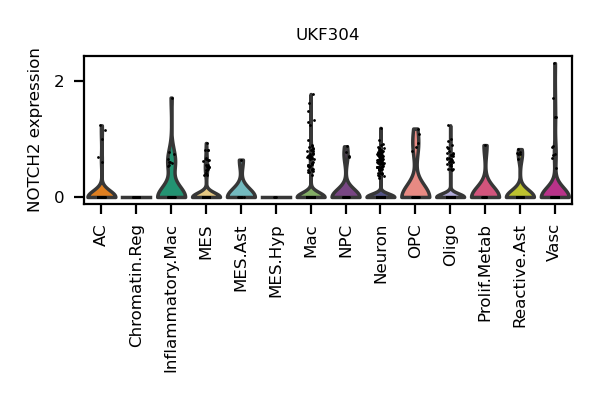 UKF304
NOTCH2 expression
2
0
AC
Chromatin.Reg
Inflammatory.Mac
MES
MES.Ast
MES.Hyp
Mac
NPC
Neuron
OPC
Oligo
Prolif.Metab
Reactive.Ast
Vasc